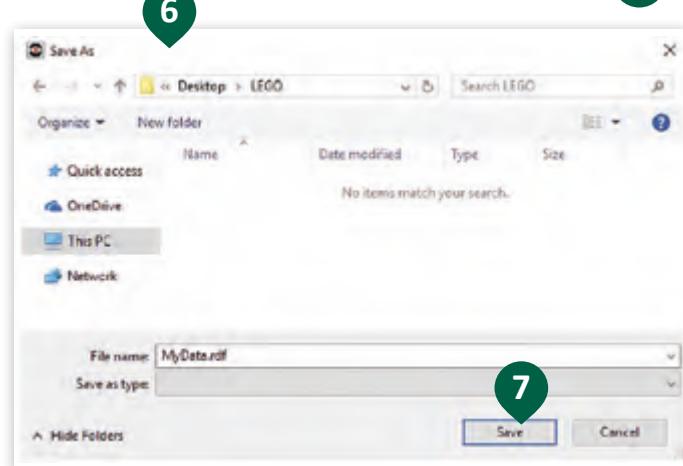 6
Save As
« Desktop > LEGO
Search LEGO
Organize
New folder
?
Name
Date modified
Type
Size
Quick access
No items match your search.
OneDrive
This PC
Network
File name: MyData.rdf
Save as type:
7
Hide Folders
Save
Cancel